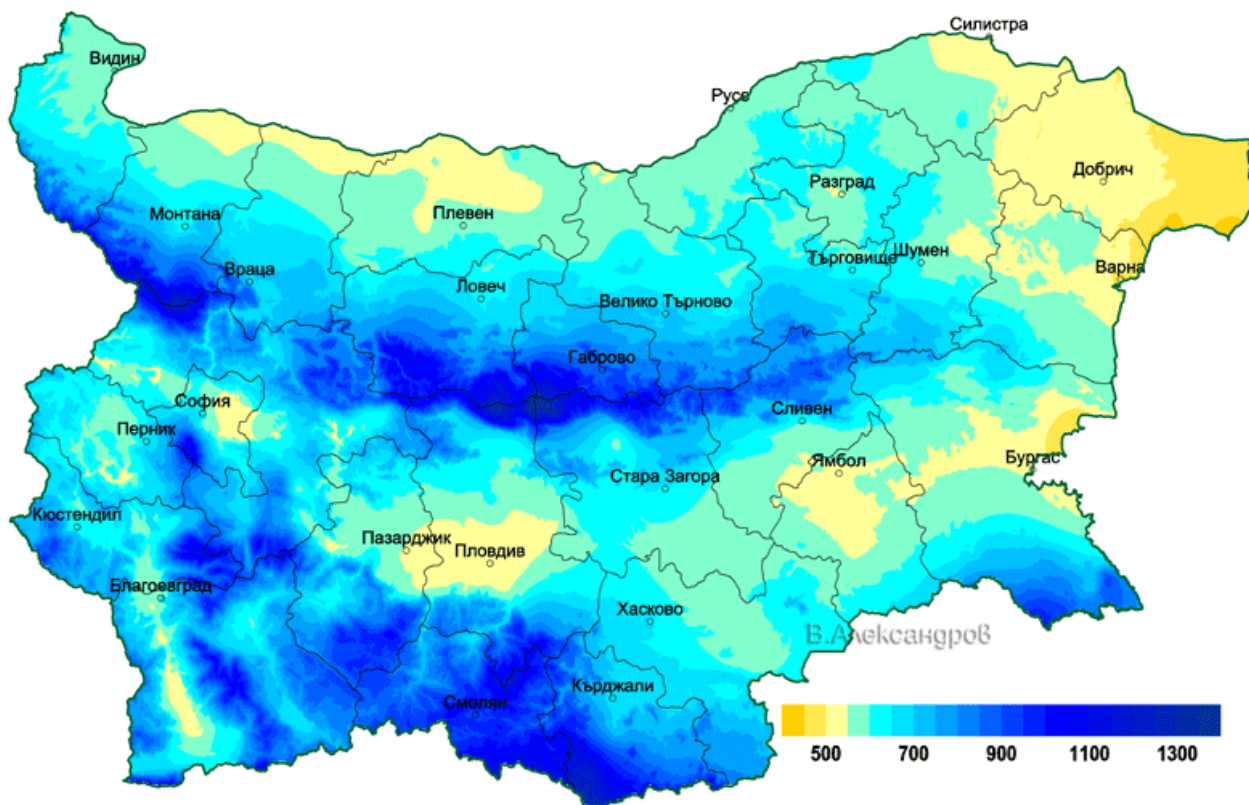 Силистра
Видин
Русе
Добрич
Разград
Монтана
Плевен
Шумен
Търговище
Варна
Враца
Ловеч
Велико Търново
Габрово
София
Сливен
Перник
Ямбол
Бургас
Стара Загора
Кюстендил
Пазарджик
Пловдив
Благоевград
Хасково
В.Александров
Кърджали
Смолян
500 700 900 1100 1300